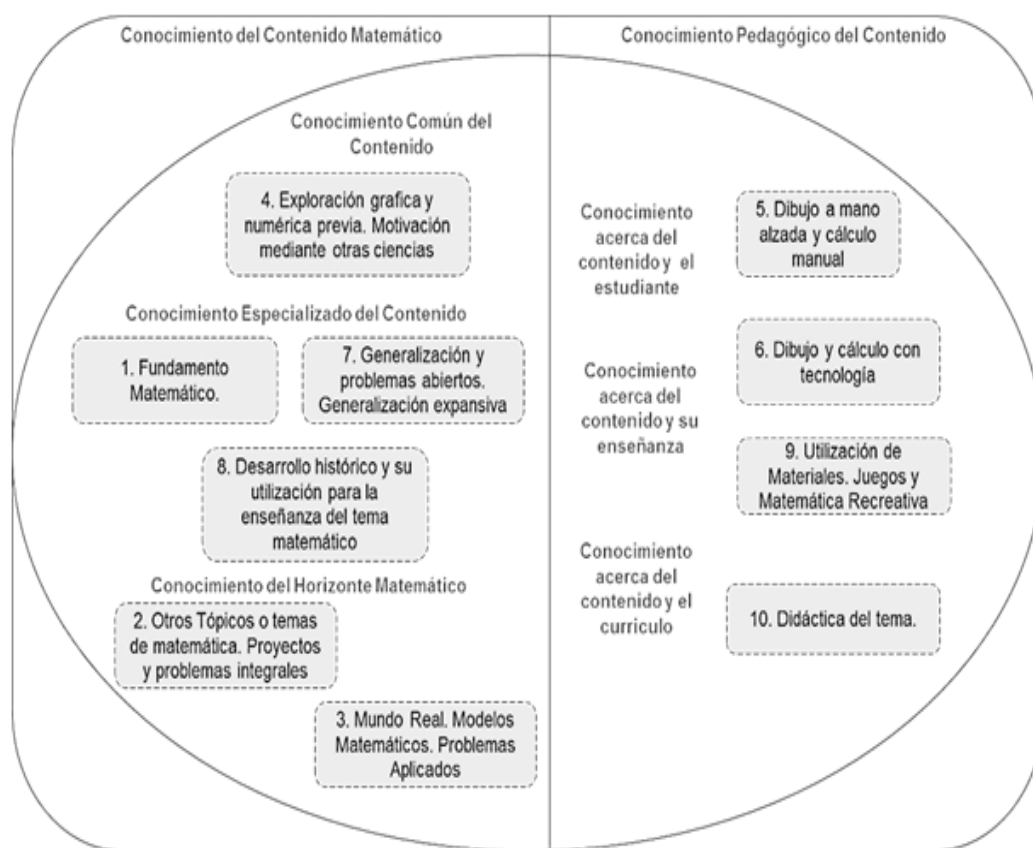 Conocimiento del Contenido Matemático
Conocimiento Pedagógico del Contenido
Conocimiento Común del
Contenido
4. Exploración grafica y
numérica previa. Motivación
mediante otras ciencias
Conocimiento Especializado del Contenido
1. Fundamento
Matemático.
7. Generalización y
problemas abiertos.
Generalización expansiva
8. Desarrollo histórico y su
utilización para la
enseñanza del tema
matemático
Conocimiento del Horizonte Matemático
2. Otros Tópicos o temas
de matemática. Proyectos
y problemas integrales
3. Mundo Real. Modelos
Matemáticos. Problemas
Aplicados
Conocimiento
acerca del
contenido y el
estudiante
5. Dibujo a mano
alzada y cálculo
manual
Conocimiento
acerca del
contenido y su
enseñanza
6. Dibujo y cálculo con
tecnología
9. Utilización de
Materiales. Juegos y
Matemática Recreativa
Conocimiento
acerca del
contenido y el
curriculo
10. Didáctica del tema.